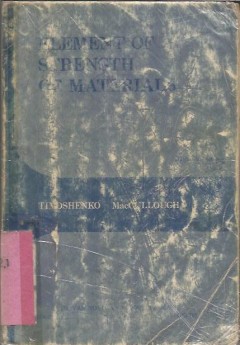 ELEMENT OF
STRENGTH
OF MATERIALS
TIMOSHENKO MacCULLOUGH